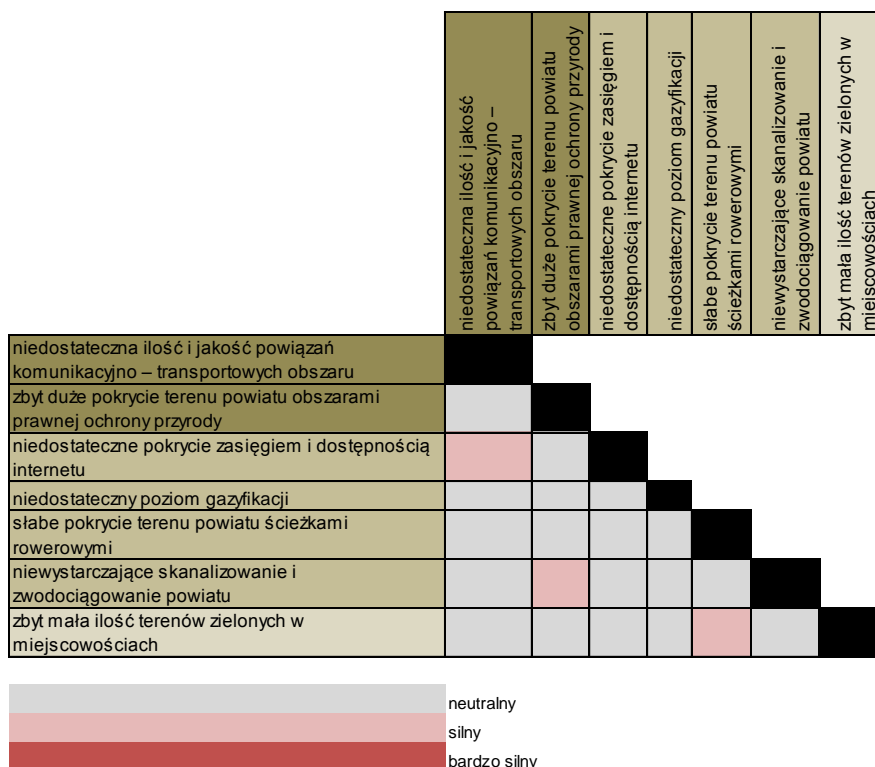 niedostateczna ilość i jakość
powiązań komunikacyjno –
transportowych obszaru
zbyt duże pokrycie terenu powiatu
obszarami prawnej ochrony przyrody
niedostateczne pokrycie zasięgiem i
dostępnością internetu
niedostateczny poziom gazyfikacji
słabe pokrycie terenu powiatu
ścieżkami rowerowymi
niewystarczające skanalizowanie i
zwodociągowanie powiatu
zbyt mała ilość terenów zielonych w
miejscowościach
niedostateczna ilość i jakość powiązań
komunikacyjno – transportowych obszaru
zbyt duże pokrycie terenu powiatu obszarami
prawnej ochrony przyrody
niedostateczne pokrycie zasięgiem i dostępnością
internetu
niedostateczny poziom gazyfikacji
słabe pokrycie terenu powiatu ścieżkami
rowerowymi
niewystarczające skanalizowanie i
zwodociągowanie powiatu
zbyt mała ilość terenów zielonych w
miejscowościach
neutralny
silny
bardzo silny